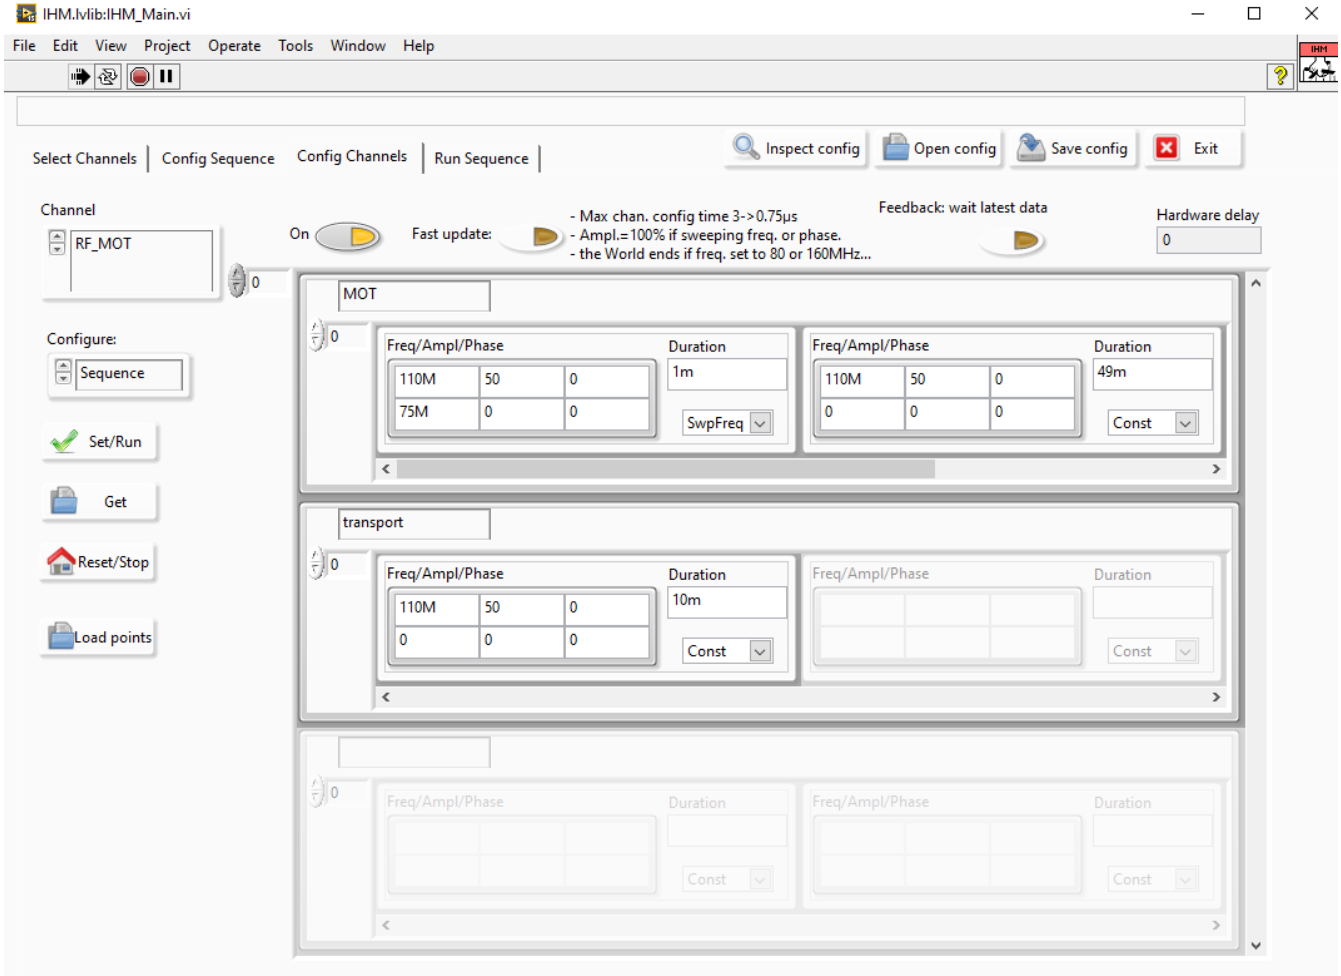 IHM.lvlib:IHM_Main.vi
File Edit View Project Operate Tools Window Help
IHM
Select Channels Config Sequence Config Channels Run Sequence
Inspect config Open config Save config Exit
Channel
RF_MOT
0
On
Fast update:
- Max chan. config time 3->0.75µs
- Ampl.=100% if sweeping freq. or phase.
- the World ends if freq. set to 80 or 160MHz...
Feedback: wait latest data
Hardware delay
0
Configure:
Sequence
Set/Run
Get
Reset/Stop
Load points
MOT
0
Freq/Ampl/Phase Duration
110M 50 0 1m
75M 0 0 SwpFreq
Freq/Ampl/Phase Duration
110M 50 0 49m
0 0 0 Const
transport
0
Freq/Ampl/Phase Duration
110M 50 0 10m
0 0 0 Const
Freq/Ampl/Phase Duration
Const
0
Freq/Ampl/Phase Duration
Const
Freq/Ampl/Phase Duration
Const